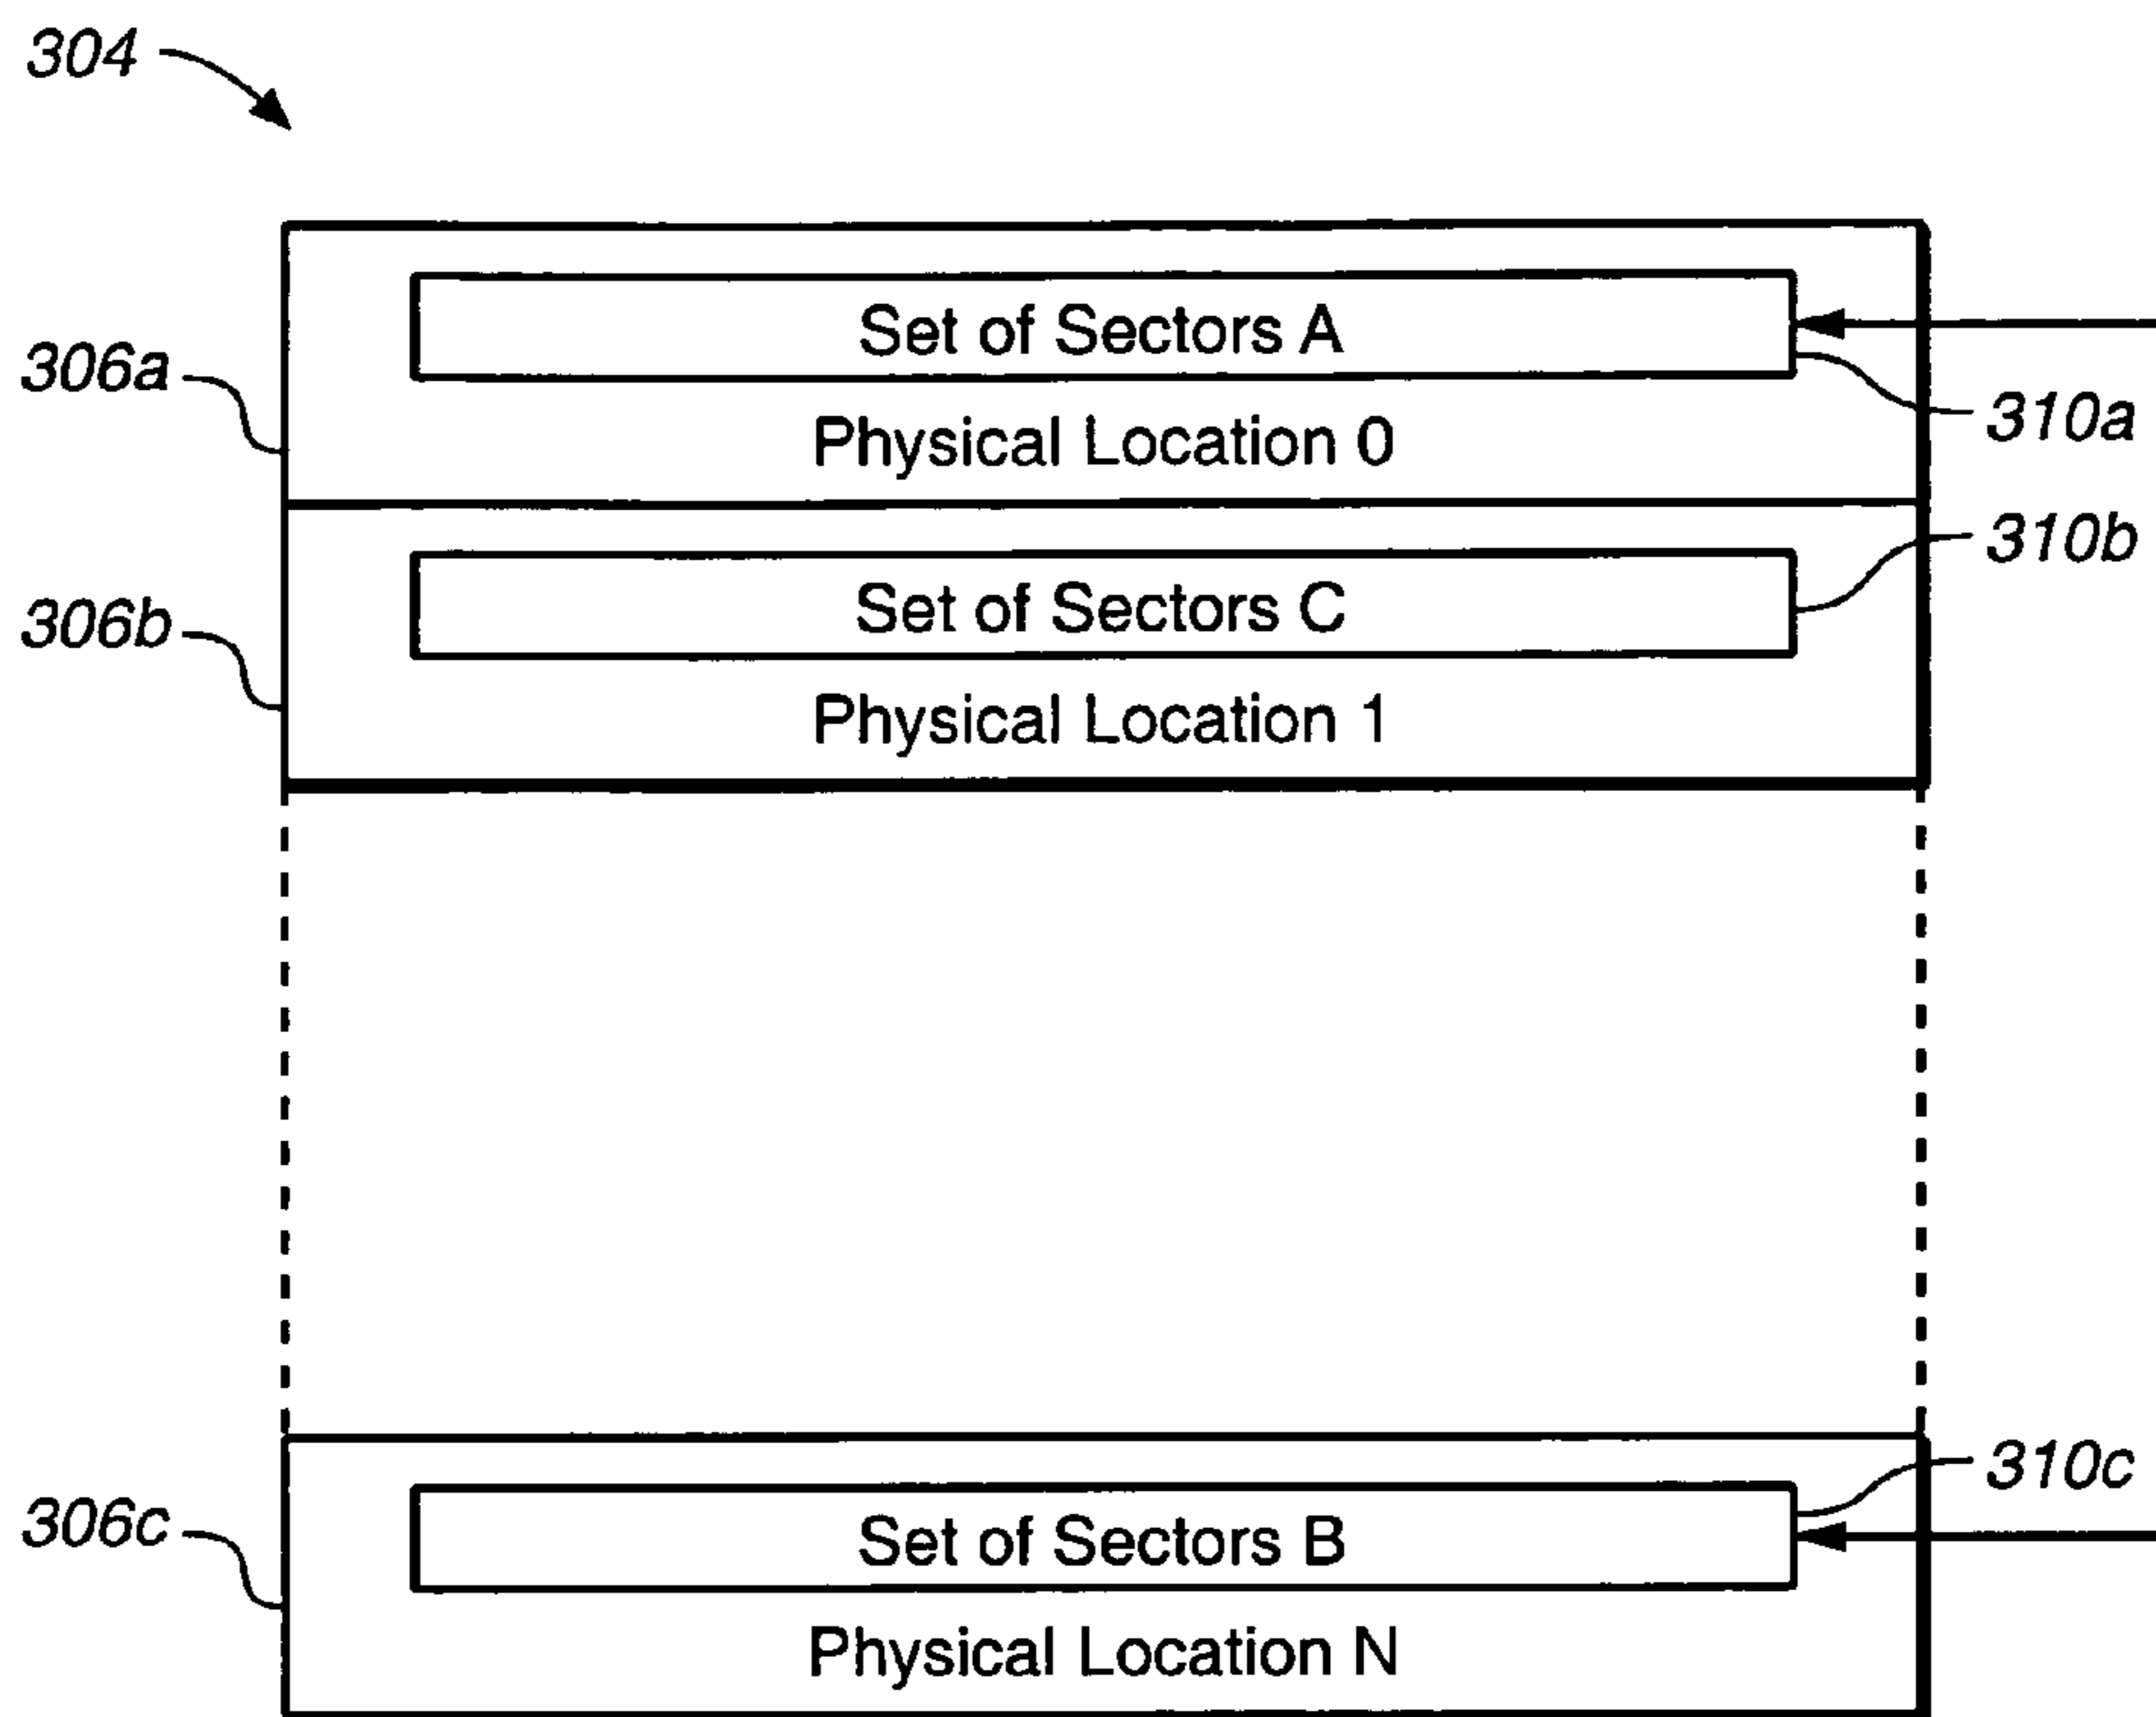 304
Set of Sectors A
306a
310a
Physical Location 0
310b
Set of Sectors C
306b
Physical Location 1
310c
306c
Set of Sectors B
Physical Location N